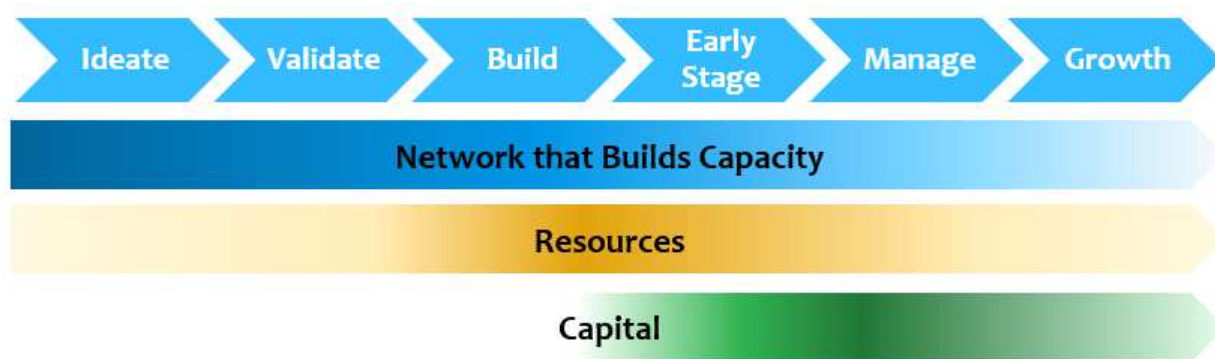 Ideate
Validate
Build
Early
Stage
Manage
Growth
Network that Builds Capacity
Resources
Capital